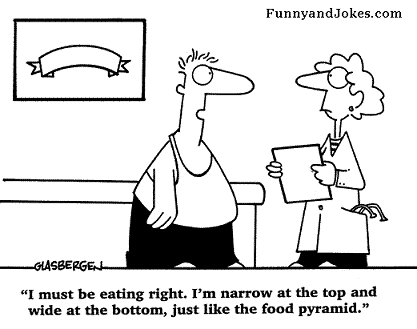 FunnyandJokes.com
GLASBERGEN
“I must be eating right. I’m narrow at the top and
wide at the bottom, just like the food pyramid.”